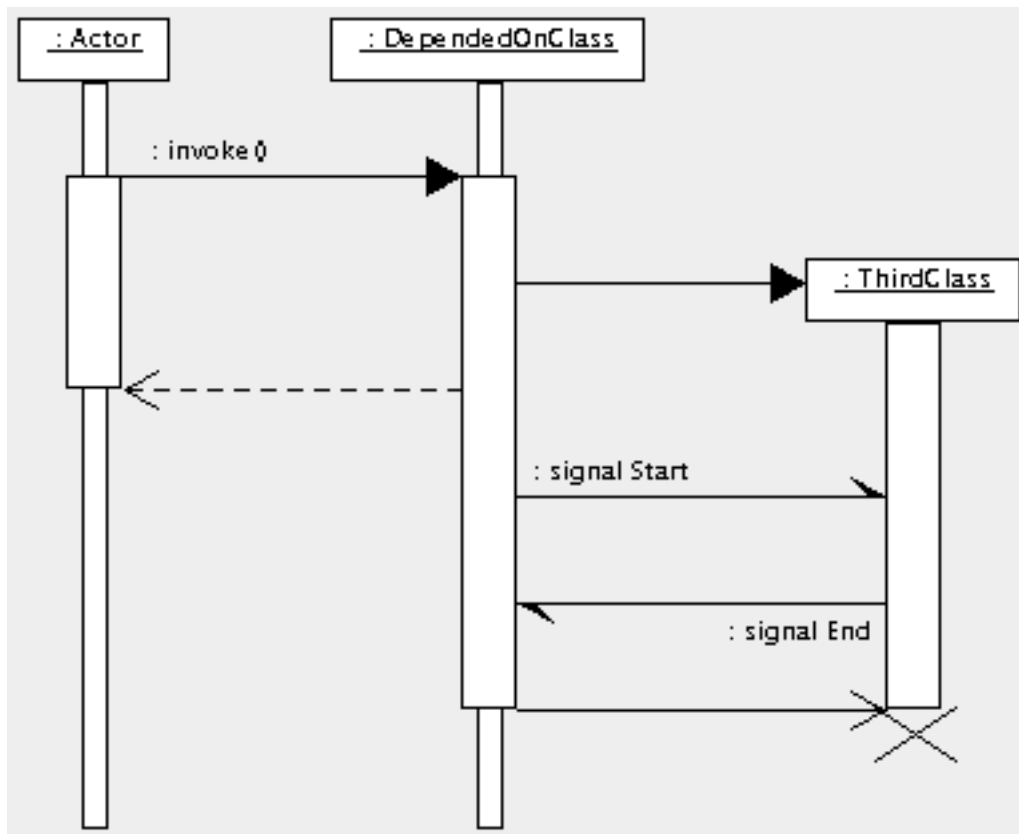 : Actor
: DependedOnClass
: invoke()
: ThirdClass
: signal Start
: signal End